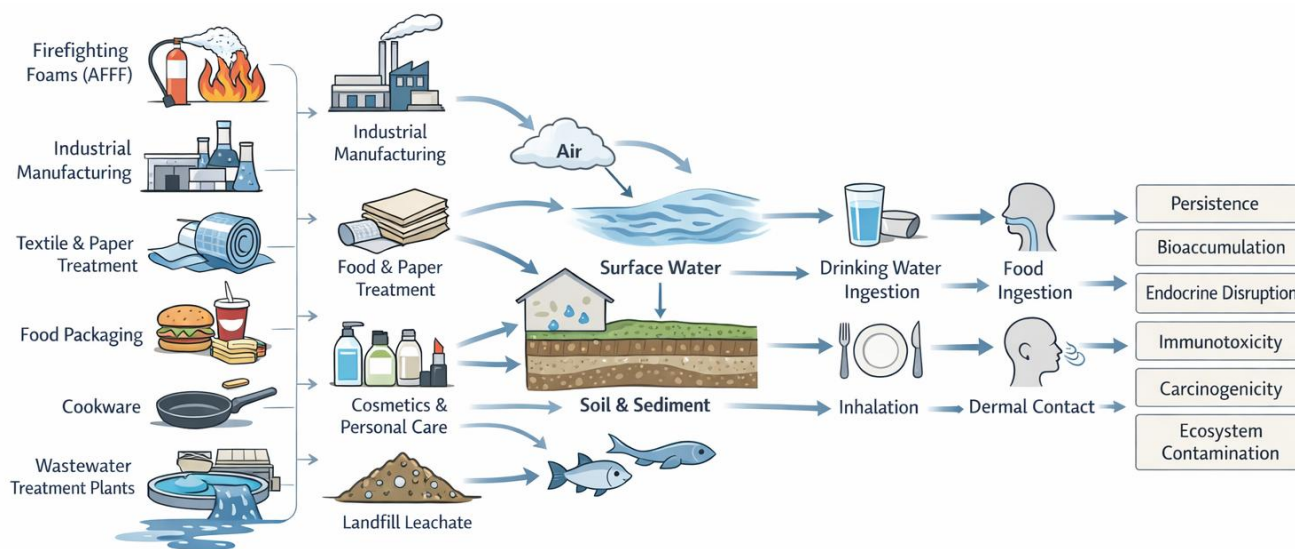 Firefighting
Foams (AFFF)
Industrial
Manufacturing
Textile & Paper
Treatment
Food Packaging
Cookware
Wastewater
Treatment Plants
Industrial
Manufacturing
Food & Paper
Treatment
Cosmetics &
Personal Care
Landfill Leachate
Air
Surface Water
Soil & Sediment
Drinking Water
Ingestion
Food
Ingestion
Inhalation
Dermal Contact
Persistence
Bioaccumulation
Endocrine Disruption
Immunotoxicity
Carcinogenicity
Ecosystem
Contamination